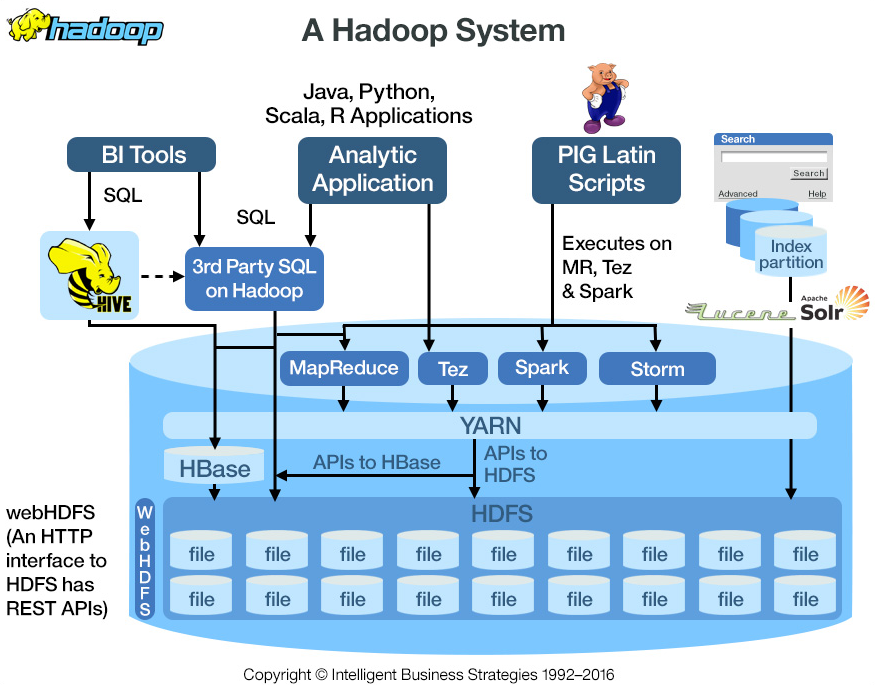 hadoop
A Hadoop System
Java, Python,
Scala, R Applications
BI Tools
Analytic
Application
PIG Latin
Scripts
Search
Search
Advanced
Help
SQL
SQL
Index
partition
HIVE
3rd Party SQL
on Hadoop
Executes on
MR, Tez
& Spark
Lucene
Apache
Solr
MapReduce
Tez
Spark
Storm
YARN
HBase
APIs to HBase
APIs to
HDFS
webHDFS
(An HTTP
interface to
HDFS has
REST APIs)
WebHDFS
HDFS
file file file file file file file file file
file file file file file file file file file
Copyright © Intelligent Business Strategies 1992–2016